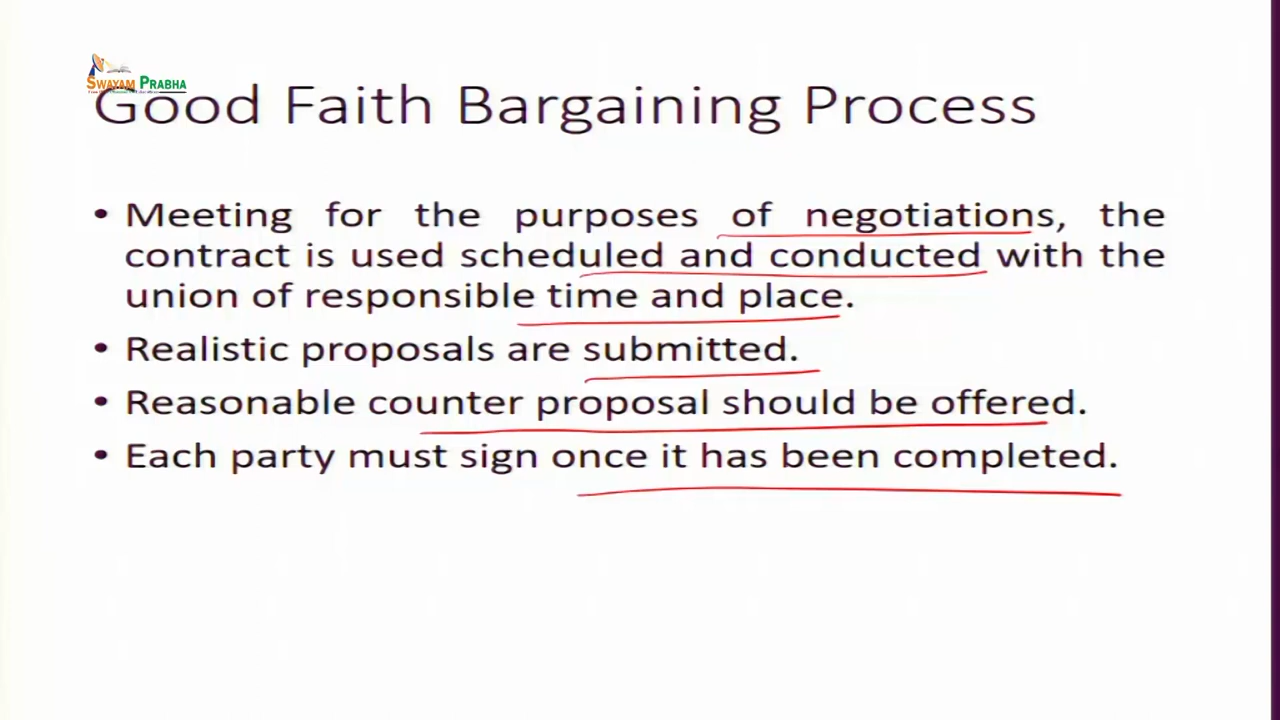 SWAYAM PRABHA
Good Faith Bargaining Process
• Meeting for the purposes of negotiations, the
contract is used scheduled and conducted with the
union of responsible time and place.
• Realistic proposals are submitted.
• Reasonable counter proposal should be offered.
• Each party must sign once it has been completed.